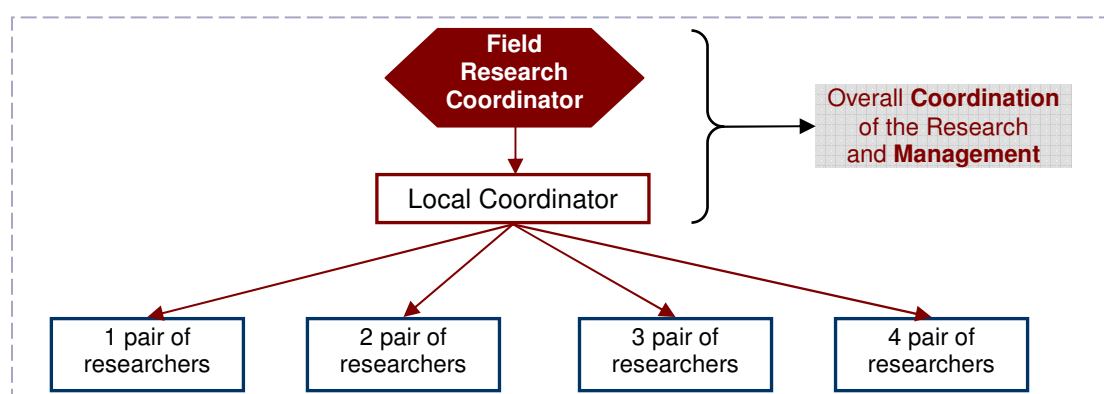 Field
Research
Coordinator
Overall Coordination
of the Research
and Management
Local Coordinator
1 pair of
researchers
2 pair of
researchers
3 pair of
researchers
4 pair of
researchers